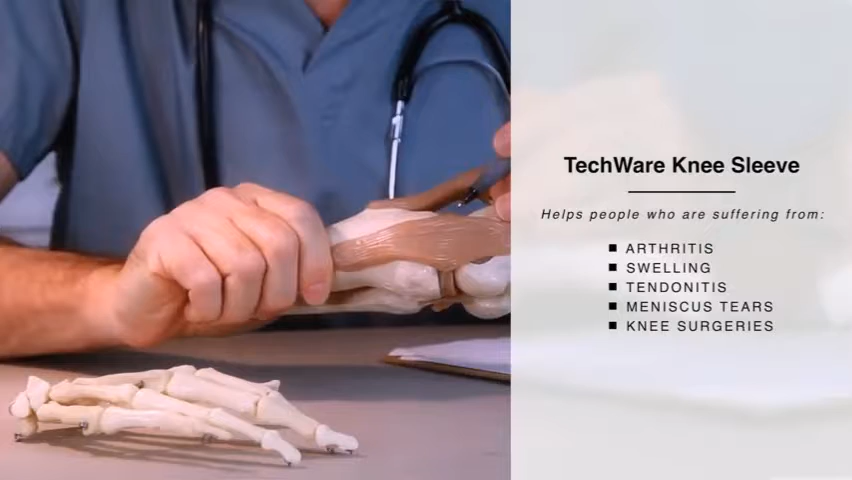 TechWare Knee Sleeve
Helps people who are suffering from:
■ ARTHRITIS
■ SWELLING
■ TENDONITIS
■ MENISCUS TEARS
■ KNEE SURGERIES